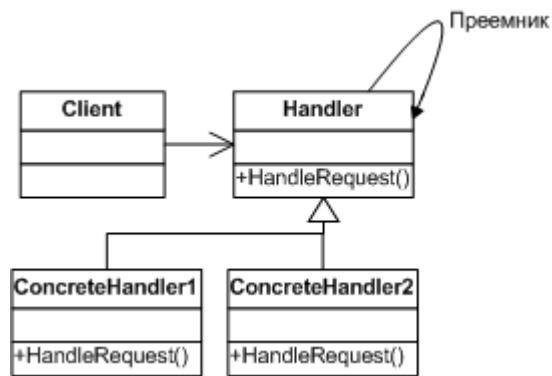 Преемник
Client
Handler
+HandleRequest()
ConcreteHandler1
ConcreteHandler2
+HandleRequest()
+HandleRequest()